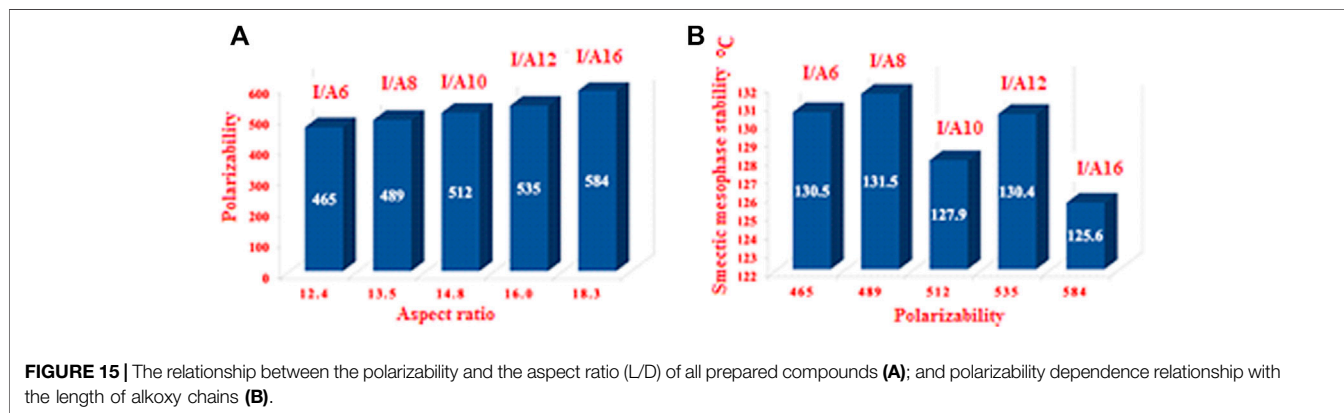 A
I/A6
I/A8
I/A10
I/A12
I/A16
Polarizability
600
500
400
300
200
100
0
465
489
512
535
584
12.4
13.5
14.8
16.0
18.3
Aspect ratio
B
I/A6
I/A8
I/A10
I/A12
I/A16
Smectic mesophase stability °C
132
131
130
129
128
127
126
125
124
123
122
130.5
131.5
127.9
130.4
125.6
465
489
512
535
584
Polarizability
FIGURE 15 | The relationship between the polarizability and the aspect ratio (L/D) of all prepared compounds (A); and polarizability dependence relationship with
the length of alkoxy chains (B).